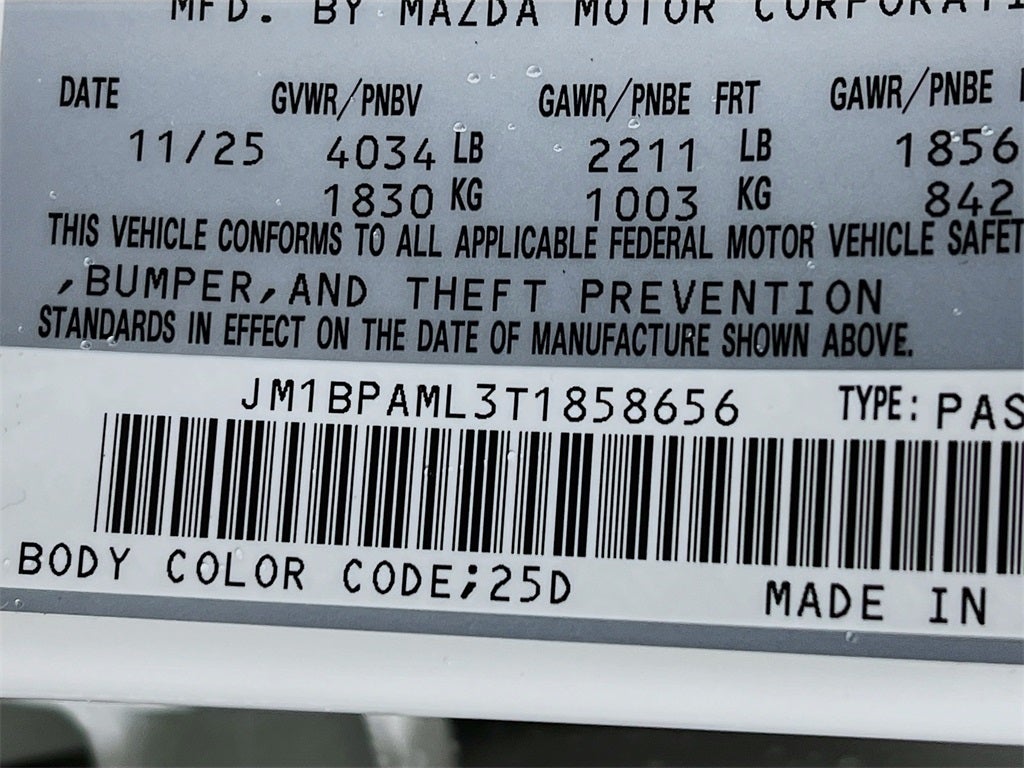 MFD. BY MAZDA MOTOR CORPORATI
DATE GVWR/PNBV GAWR/PNBE FRT GAWR/PNBE
11/25 4034 LB 2211 LB 1856
1830 KG 1003 KG 842
THIS VEHICLE CONFORMS TO ALL APPLICABLE FEDERAL MOTOR VEHICLE SAFET
,BUMPER,AND THEFT PREVENTION
STANDARDS IN EFFECT ON THE DATE OF MANUFACTURE SHOWN ABOVE.
JM1BPAML3T1858656 TYPE: PAS
BODY COLOR CODE;25D
MADE IN